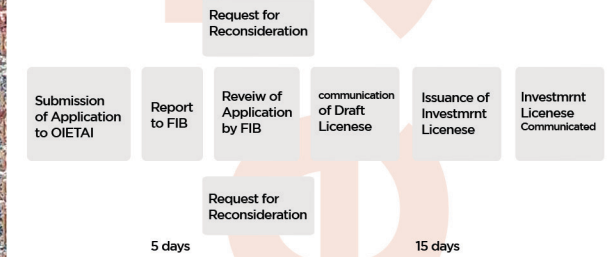 Request for
Reconsideration
Submission
of Application
to OIETAI
Report
to FIB
Reveiw of
Application
by FIB
communication
of Draft
Licenese
Issuance of
Investmrnt
Licenese
Investmrnt
Licenese
Communicated
Request for
Reconsideration
5 days
15 days